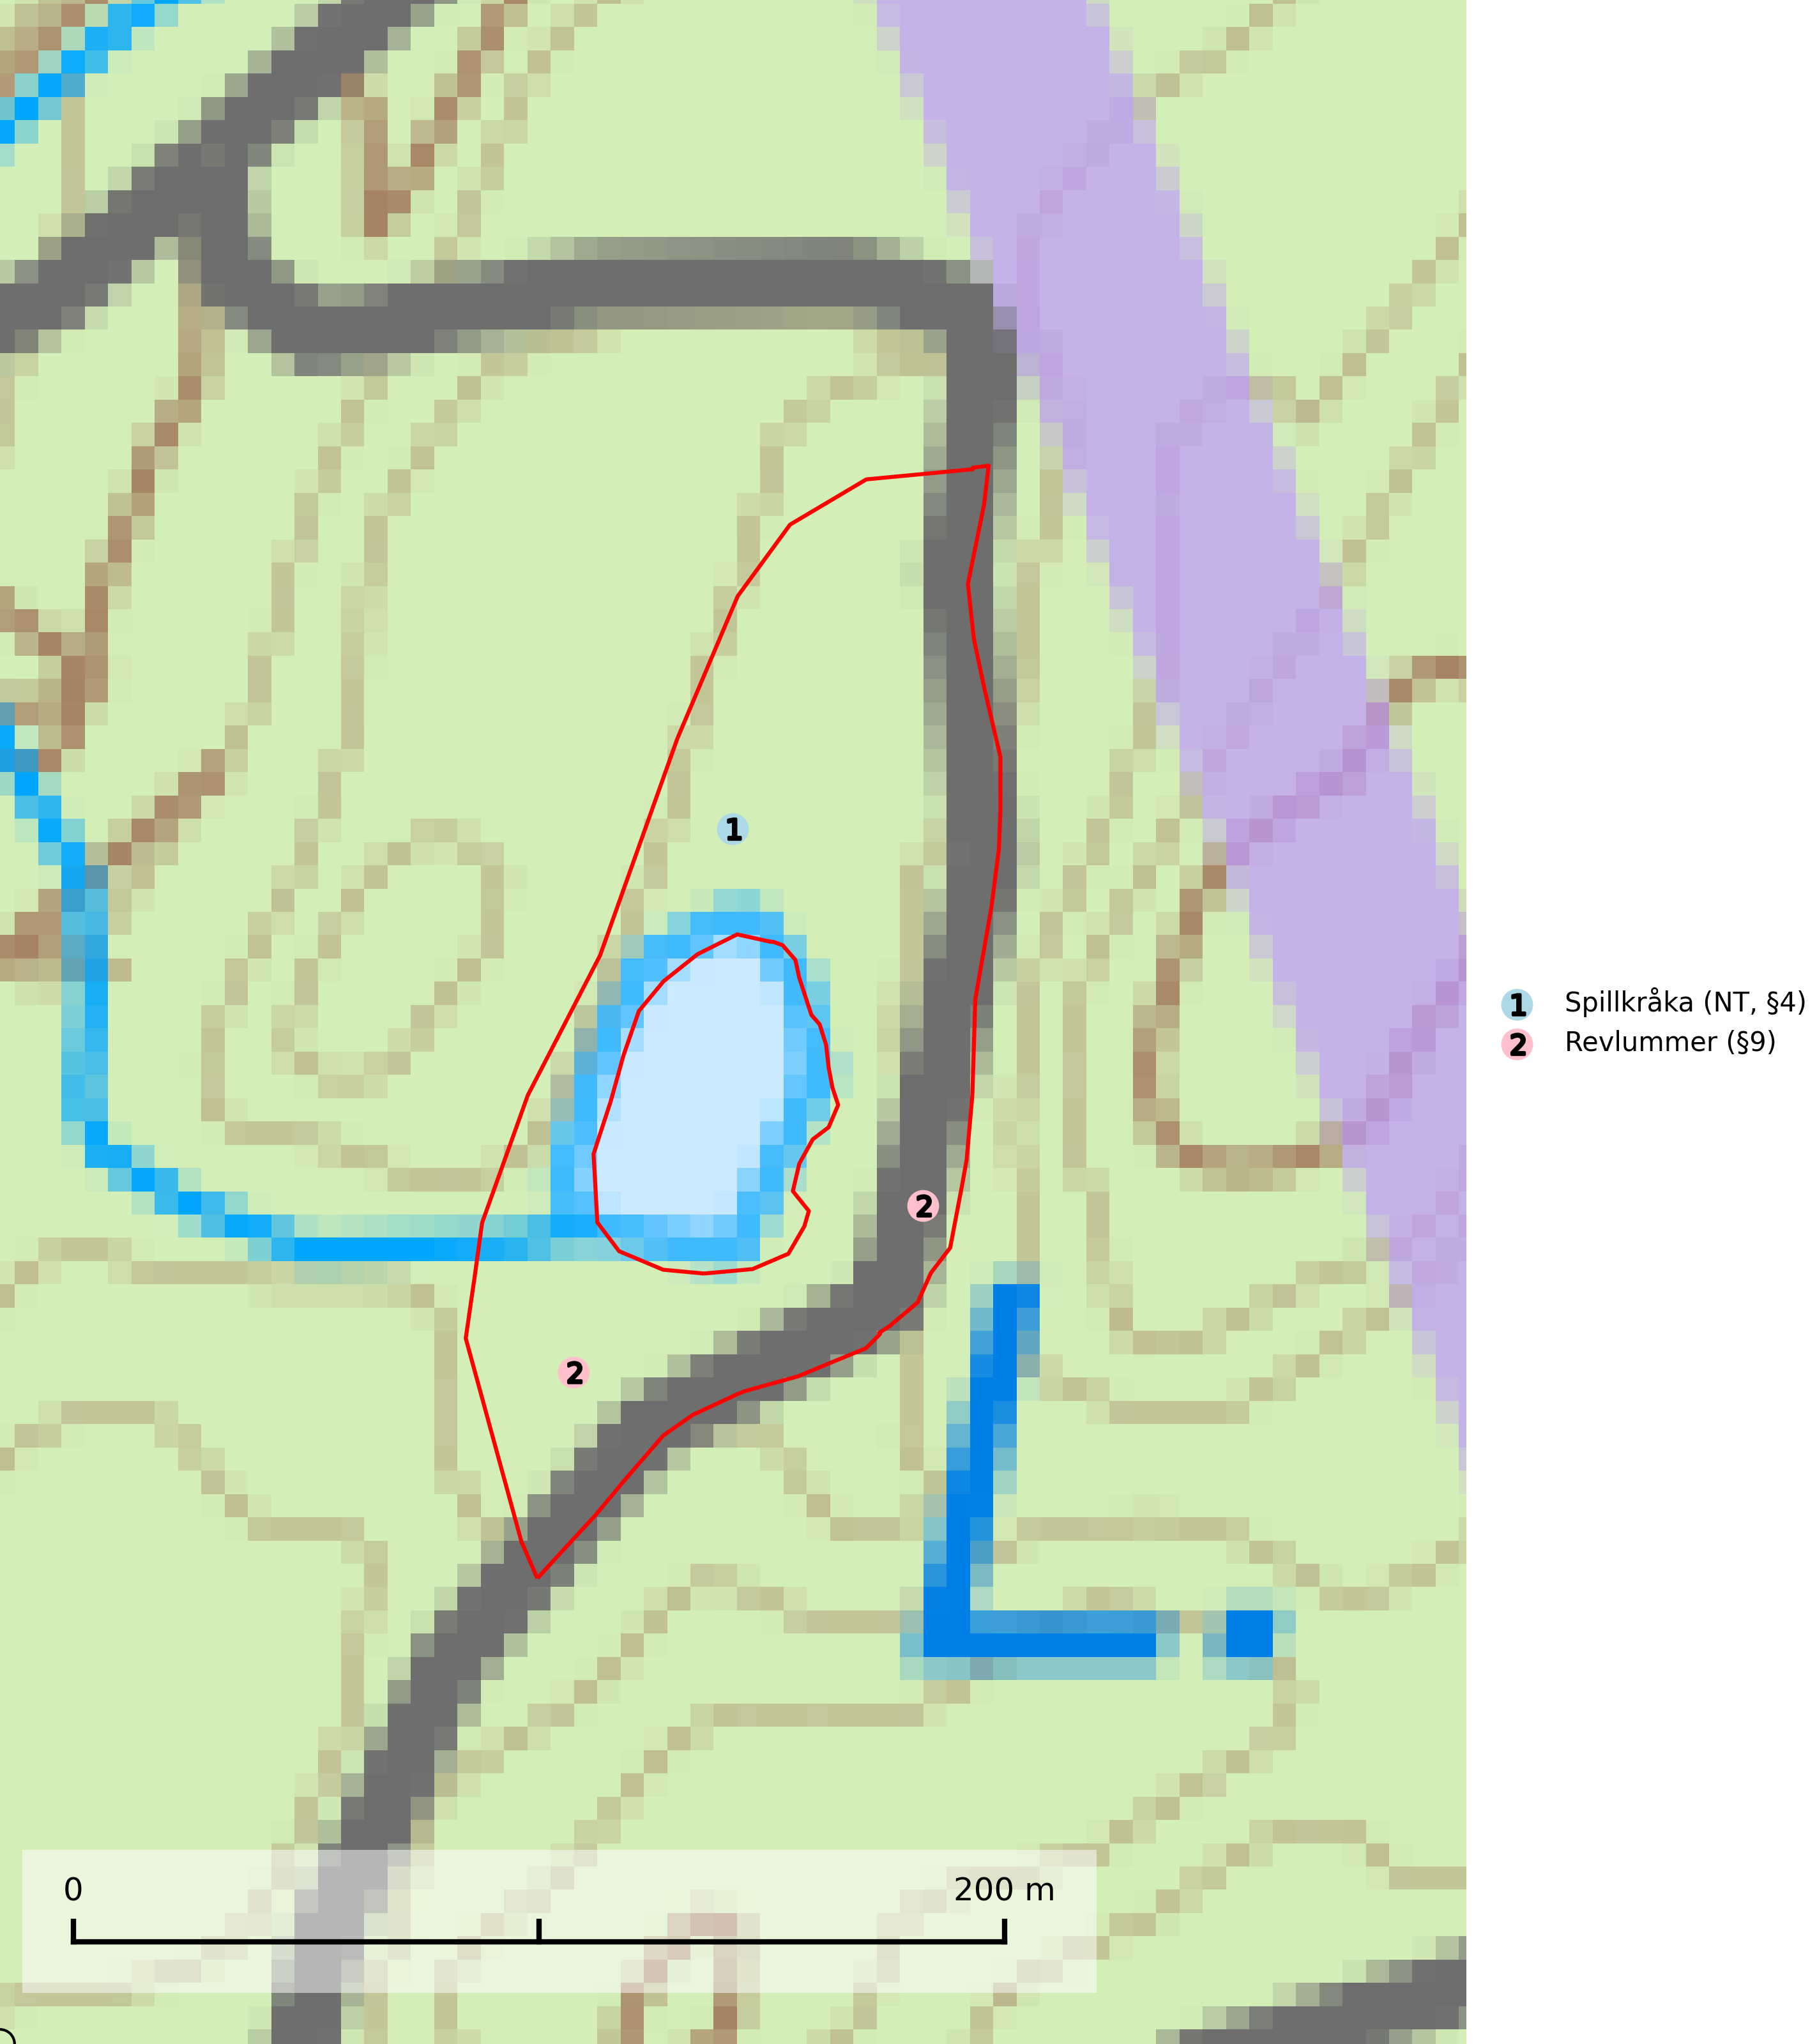 1
2
2
1 Spillkråka (NT, §4)
2 Revlummer (§9)
0 200 m